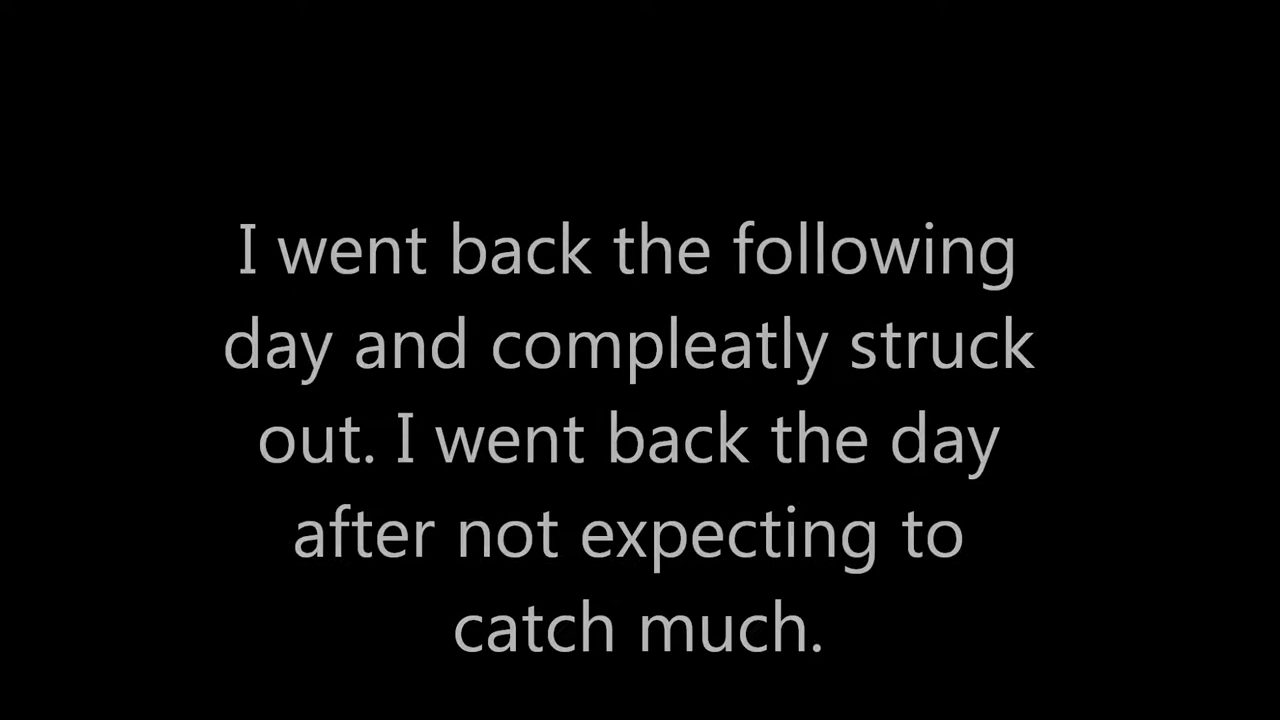 I went back the following
day and compleatly struck
out. I went back the day
after not expecting to
catch much.